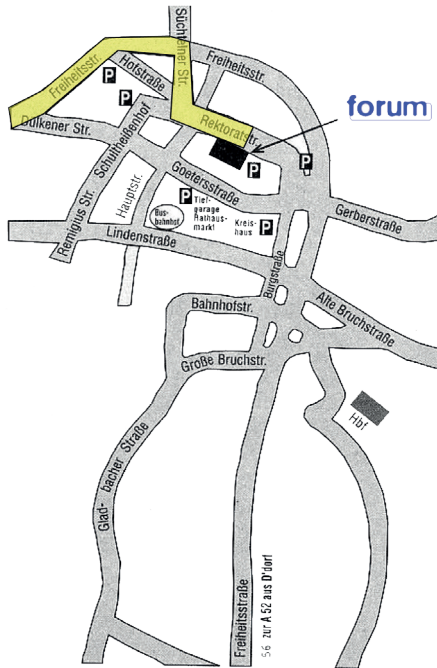 Süchtelner Str.
Freiheitsstr.
Hofstraße
Freiheitsstr.
P
P
forum
Rektoratstr.
Dülkener Str.
Schultheißenhof
P
P
Goetersstraße
Hauptstr.
Remigius Str.
P Tief-
garage
Rathaus-
markt
Bus-
bahnhof
Kreis-
haus P
Gerberstraße
Lindenstraße
Burgstraße
Bahnhofstr.
Alte Bruchstraße
Große Bruchstr.
Hbf
Glad-
bacher Straße
Freiheitsstraße
zur A 52 aus D'dorf